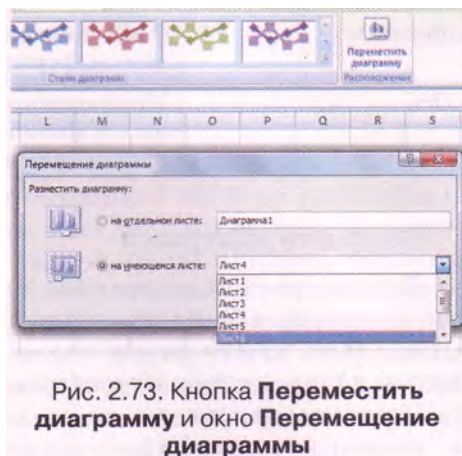 Переместить
диаграмму
Стили диаграмм
Расположение
L M N O P Q R S
Перемещение диаграммы
Разместить диаграмму:
на отдельном листе: Диаграмма1
на имеющемся листе: Лист4
Лист1
Лист2
Лист3
Лист4
Лист5
Рис. 2.73. Кнопка Переместить
диаграмму и окно Перемещение
диаграммы